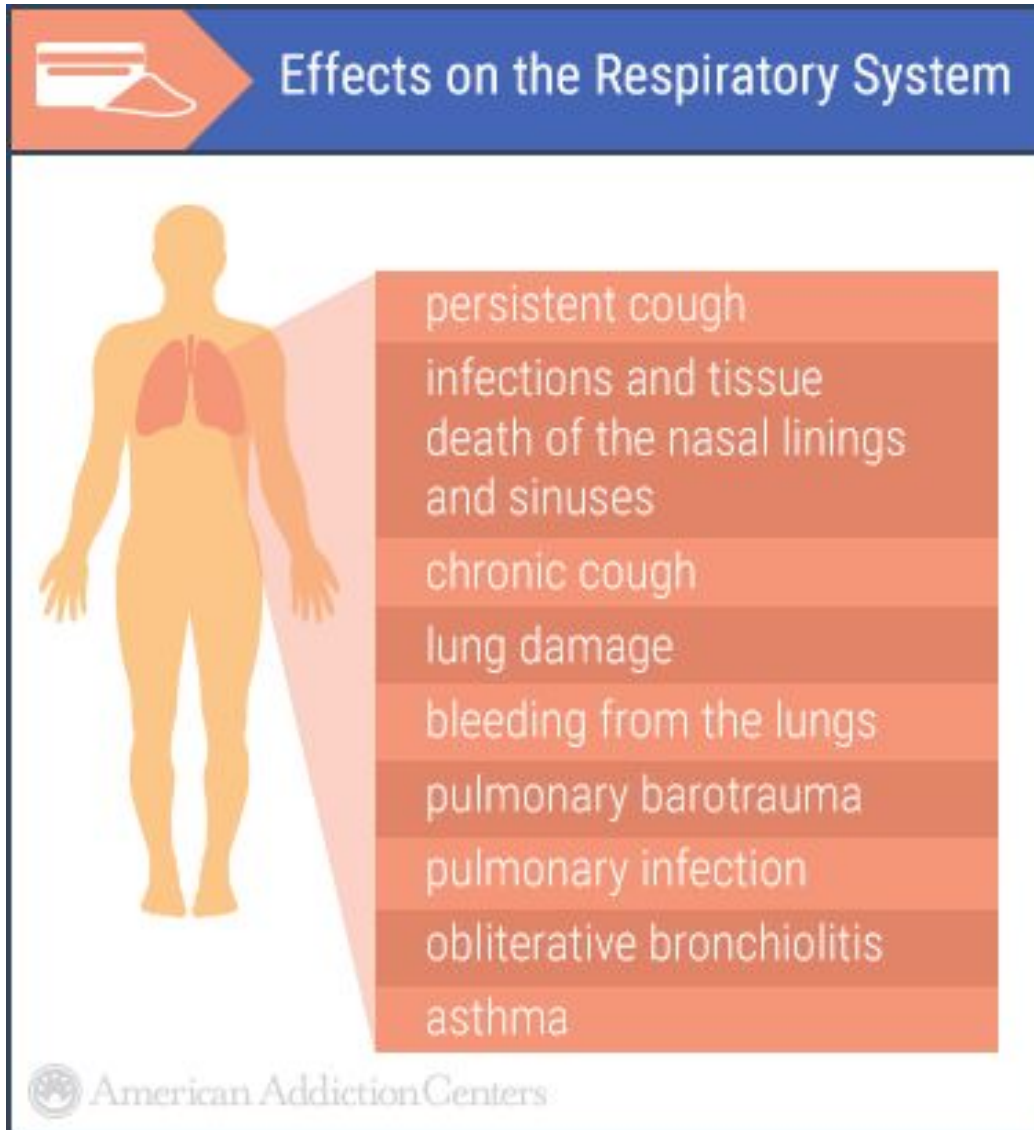 Effects on the Respiratory System
persistent cough
infections and tissue
death of the nasal linings
and sinuses
chronic cough
lung damage
bleeding from the lungs
pulmonary barotrauma
pulmonary infection
obliterative bronchiolitis
asthma
American Addiction Centers